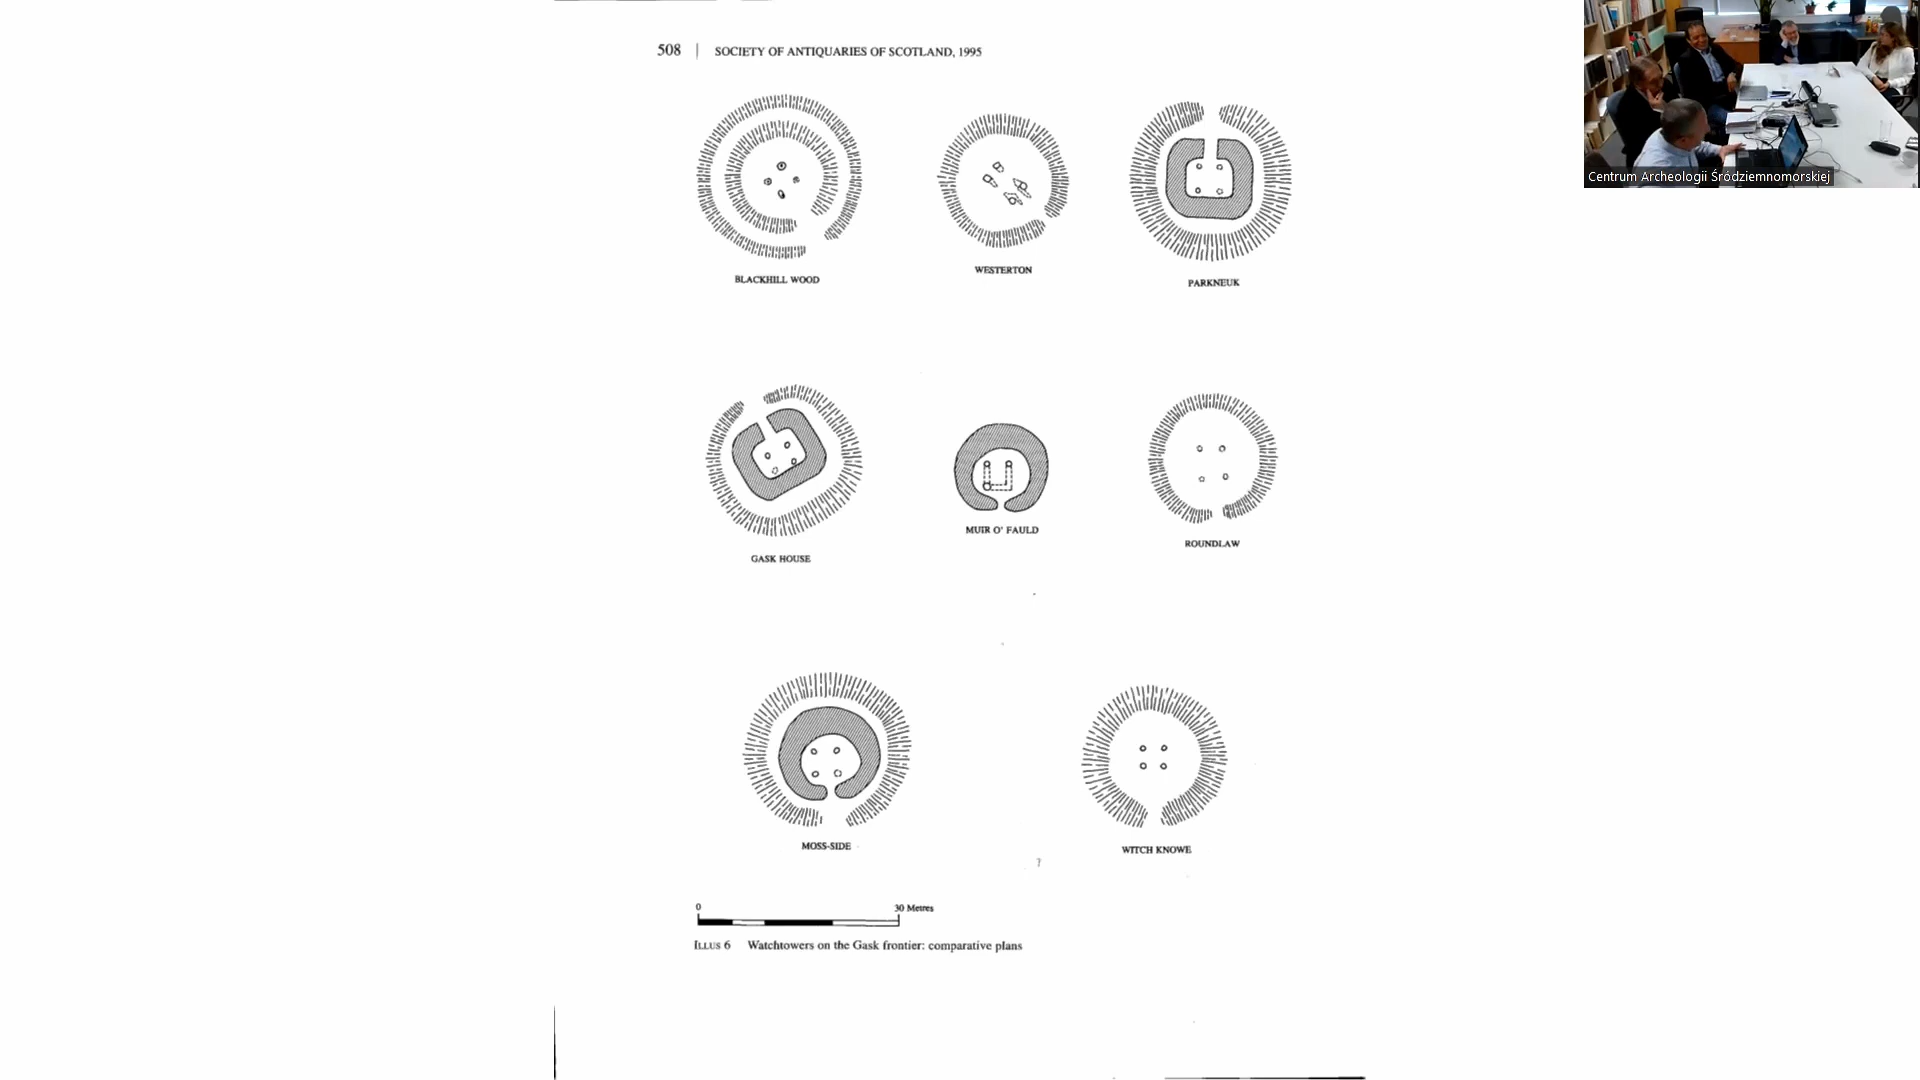 508 | SOCIETY OF ANTIQUARIES OF SCOTLAND, 1995
Centrum Archeologii Śródziemnomorskiej
BLACKHILL WOOD
WESTERTON
PARKNEUK
GASK HOUSE
MUIR O' FAULD
ROUNDLAW
MOSS-SIDE
WITCH KNOWE
0 30 Metres
ILLUS 6 Watchtowers on the Gask frontier: comparative plans